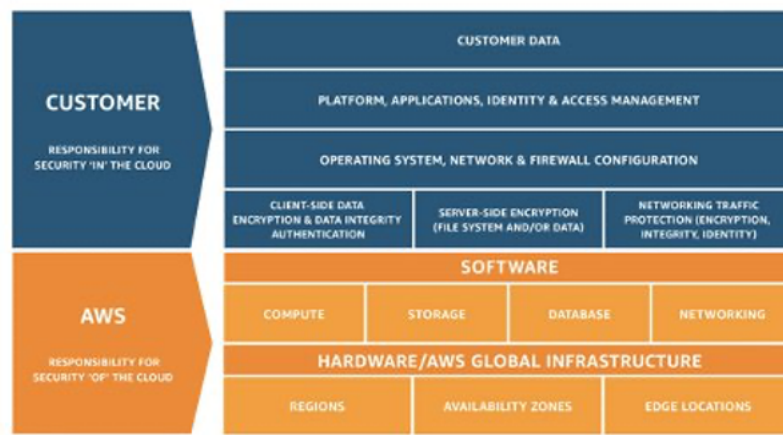 CUSTOMER
RESPONSIBILITY FOR
SECURITY 'IN' THE CLOUD
CUSTOMER DATA
PLATFORM, APPLICATIONS, IDENTITY & ACCESS MANAGEMENT
OPERATING SYSTEM, NETWORK & FIREWALL CONFIGURATION
CLIENT-SIDE DATA
ENCRYPTION & DATA INTEGRITY
AUTHENTICATION
SERVER-SIDE ENCRYPTION
(FILE SYSTEM AND/OR DATA)
NETWORKING TRAFFIC
PROTECTION (ENCRYPTION,
INTEGRITY, IDENTITY)
AWS
RESPONSIBILITY FOR
SECURITY 'OF' THE CLOUD
SOFTWARE
COMPUTE
STORAGE
DATABASE
NETWORKING
HARDWARE/AWS GLOBAL INFRASTRUCTURE
REGIONS
AVAILABILITY ZONES
EDGE LOCATIONS